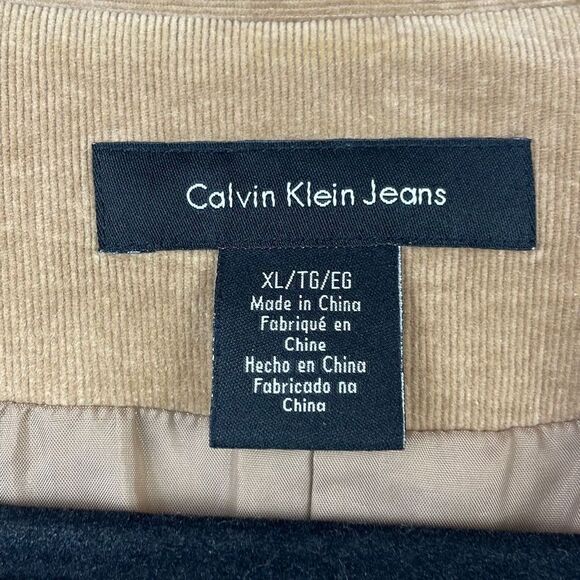 Calvin Klein Jeans
XL/TG/EG
Made in China
Fabriqué en
Chine
Hecho en China
Fabricado na
China